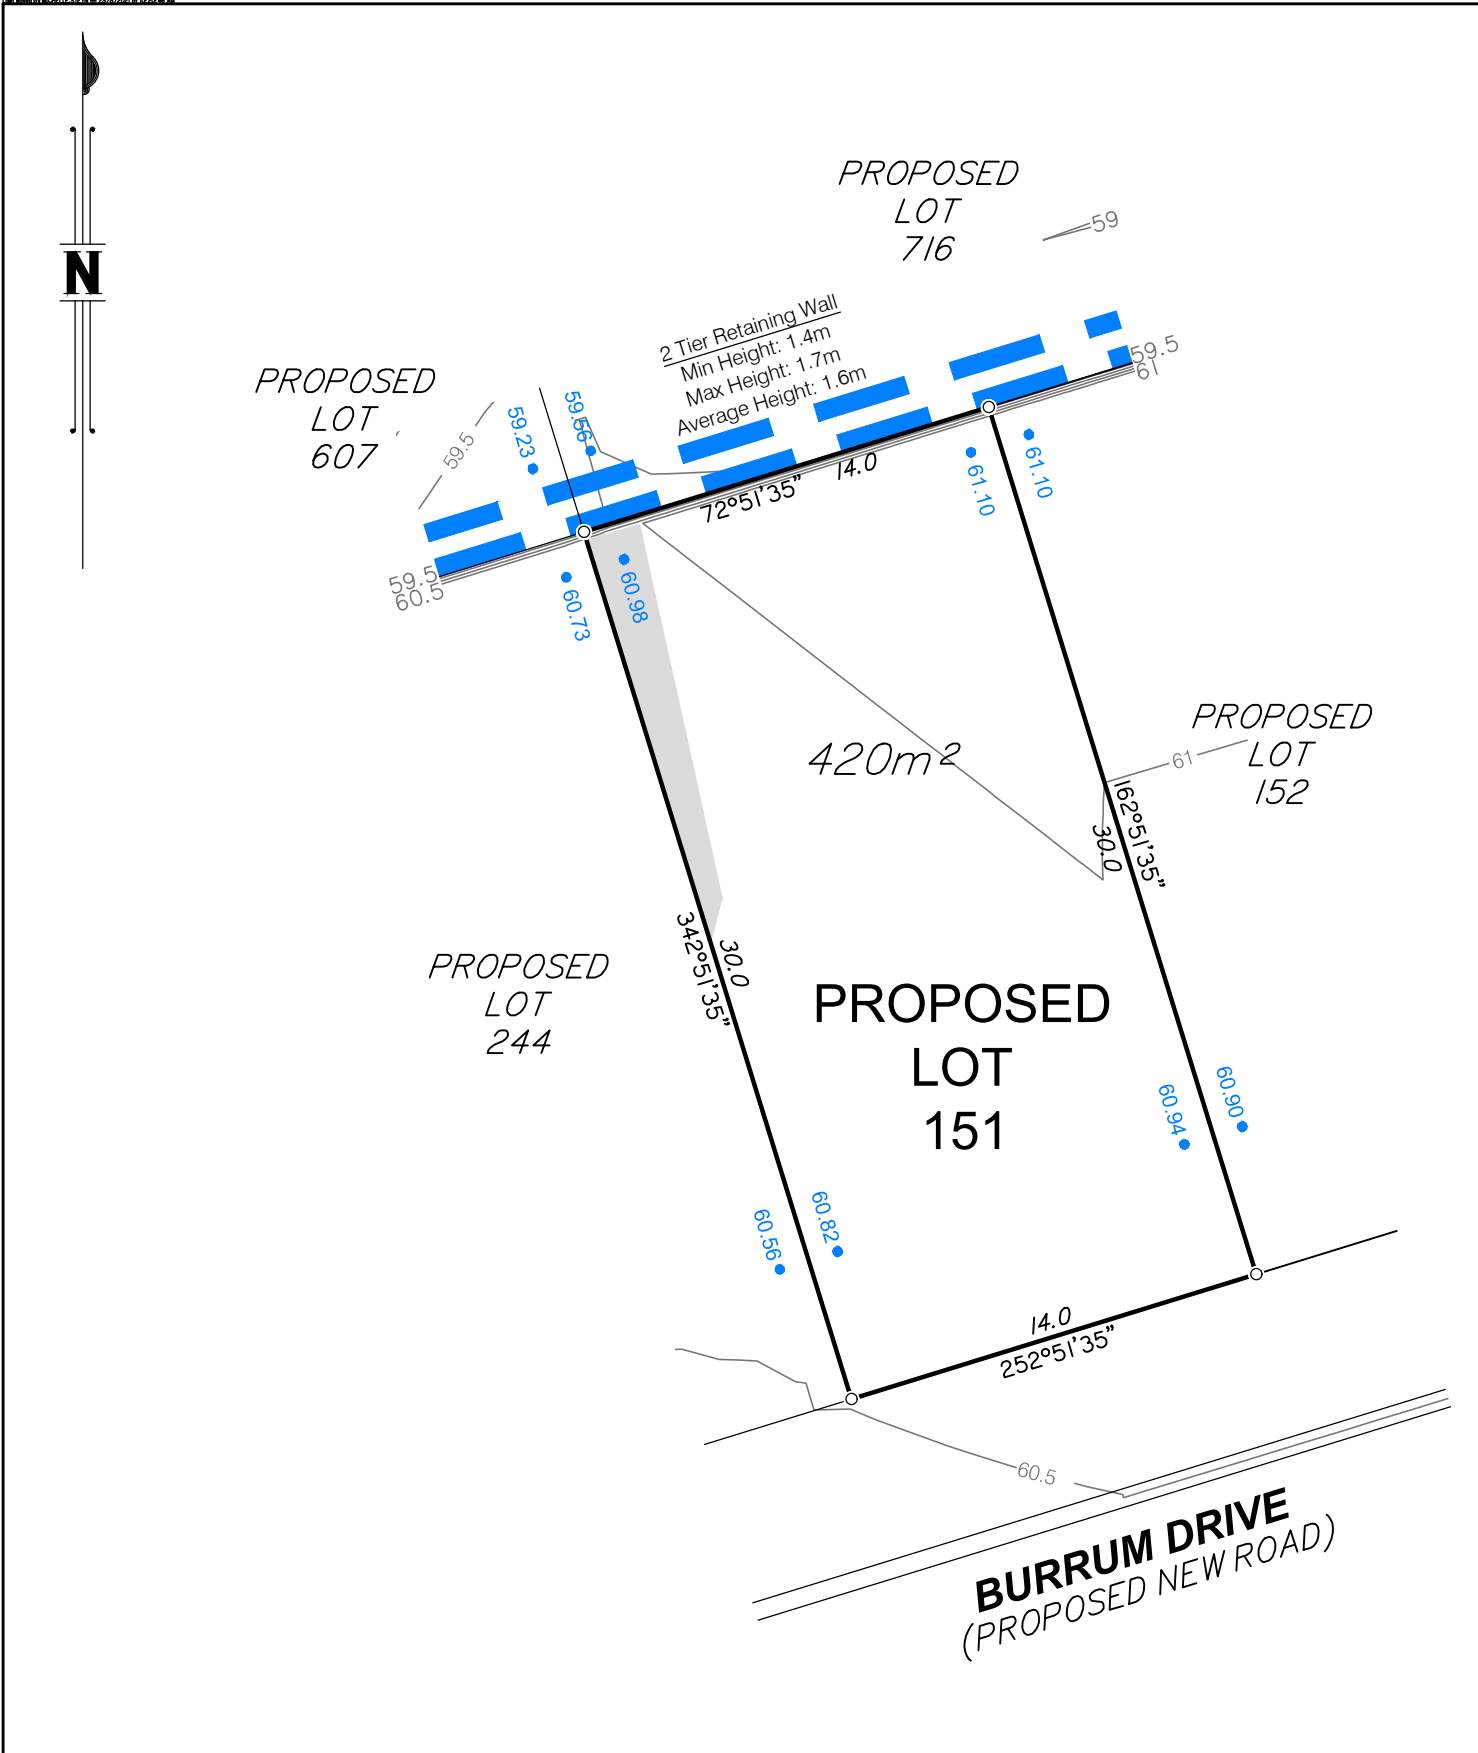 N
PROPOSED
LOT
716
59
2 Tier Retaining Wall
Min Height: 1.4m
Max Height: 1.7m
Average Height: 1.6m
59.5
61
PROPOSED
LOT
607
59.5
59.23
59.56
14.0
72°51'35"
61.10
61.10
59.5
60.5
60.73
60.98
420m²
PROPOSED
LOT
152
61
162°51'35"
30.0
342°51'35"
30.0
PROPOSED
LOT
244
PROPOSED
LOT
151
60.94
60.90
60.56
60.82
14.0
252°51'35"
60.5
BURRUM DRIVE
(PROPOSED NEW ROAD)